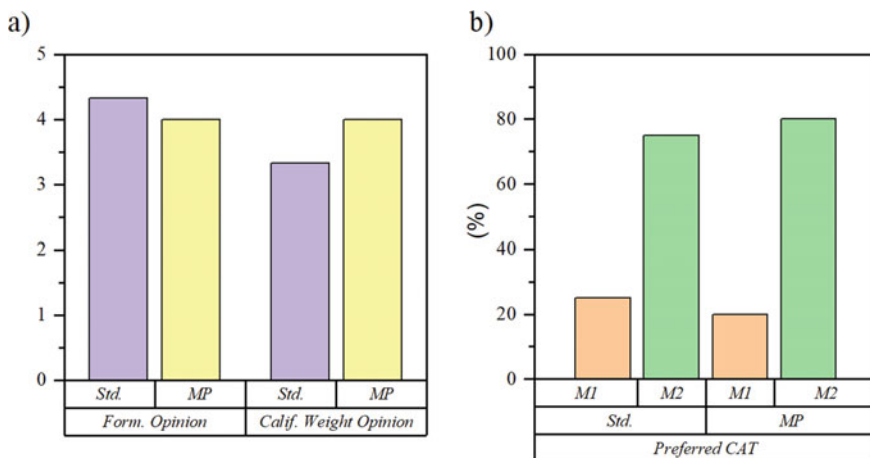 a)
5
4
3
2
1
0
Std. MP Std. MP
Form. Opinion Calif. Weight Opinion
b)
100
80
60
40
20
0
(%)
M1 M2 M1 M2
Std. MP
Preferred CAT